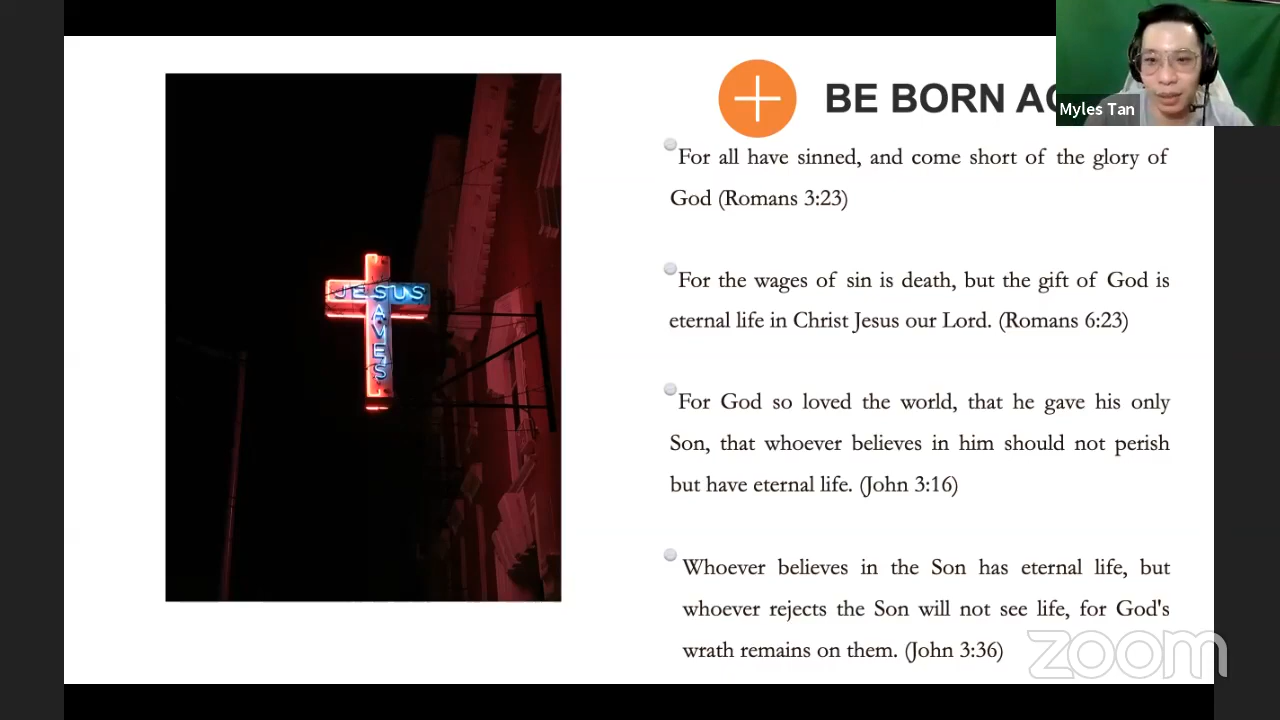 BE BORN
Myles Tan
For all have sinned, and come short of the glory of
God (Romans 3:23)
For the wages of sin is death, but the gift of God is
eternal life in Christ Jesus our Lord. (Romans 6:23)
For God so loved the world, that he gave his only
Son, that whoever believes in him should not perish
but have eternal life. (John 3:16)
Whoever believes in the Son has eternal life, but
whoever rejects the Son will not see life, for God's
wrath remains on them. (John 3:36)
JESUS
SAVES
zoom